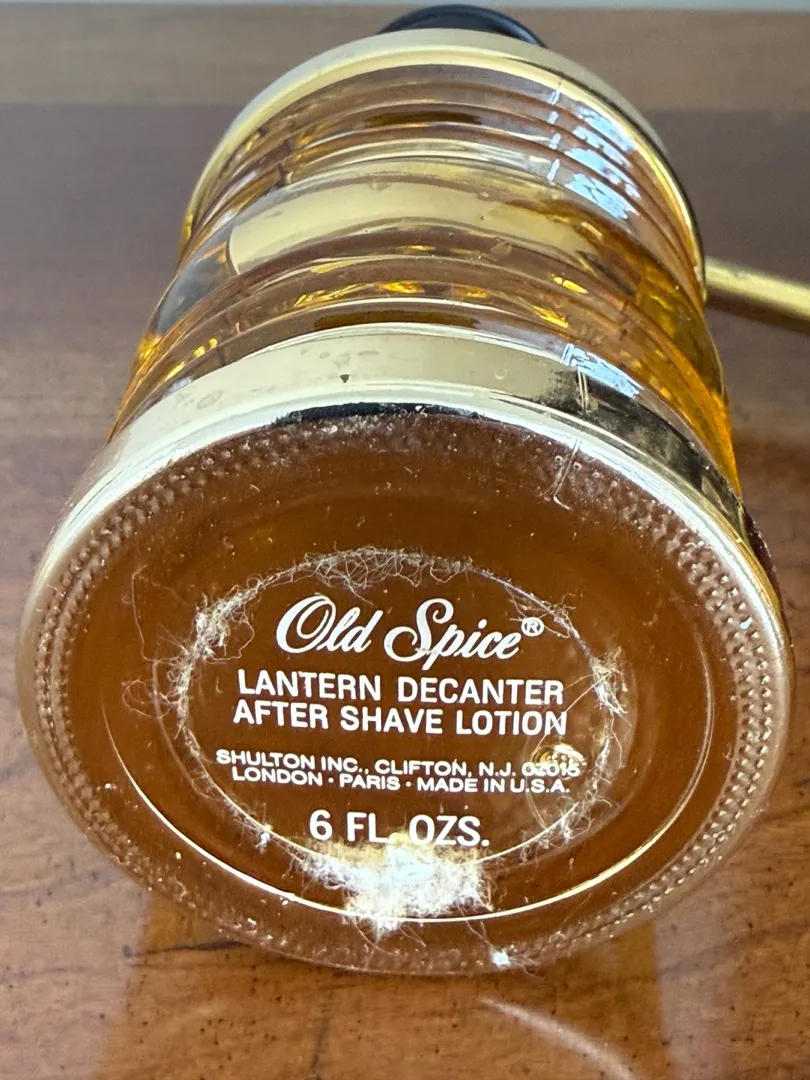 Old Spice®
LANTERN DECANTER
AFTER SHAVE LOTION
SHULTON INC., CLIFTON, N.J.
LONDON · PARIS · MADE IN U.S.A.
6 FL. OZS.